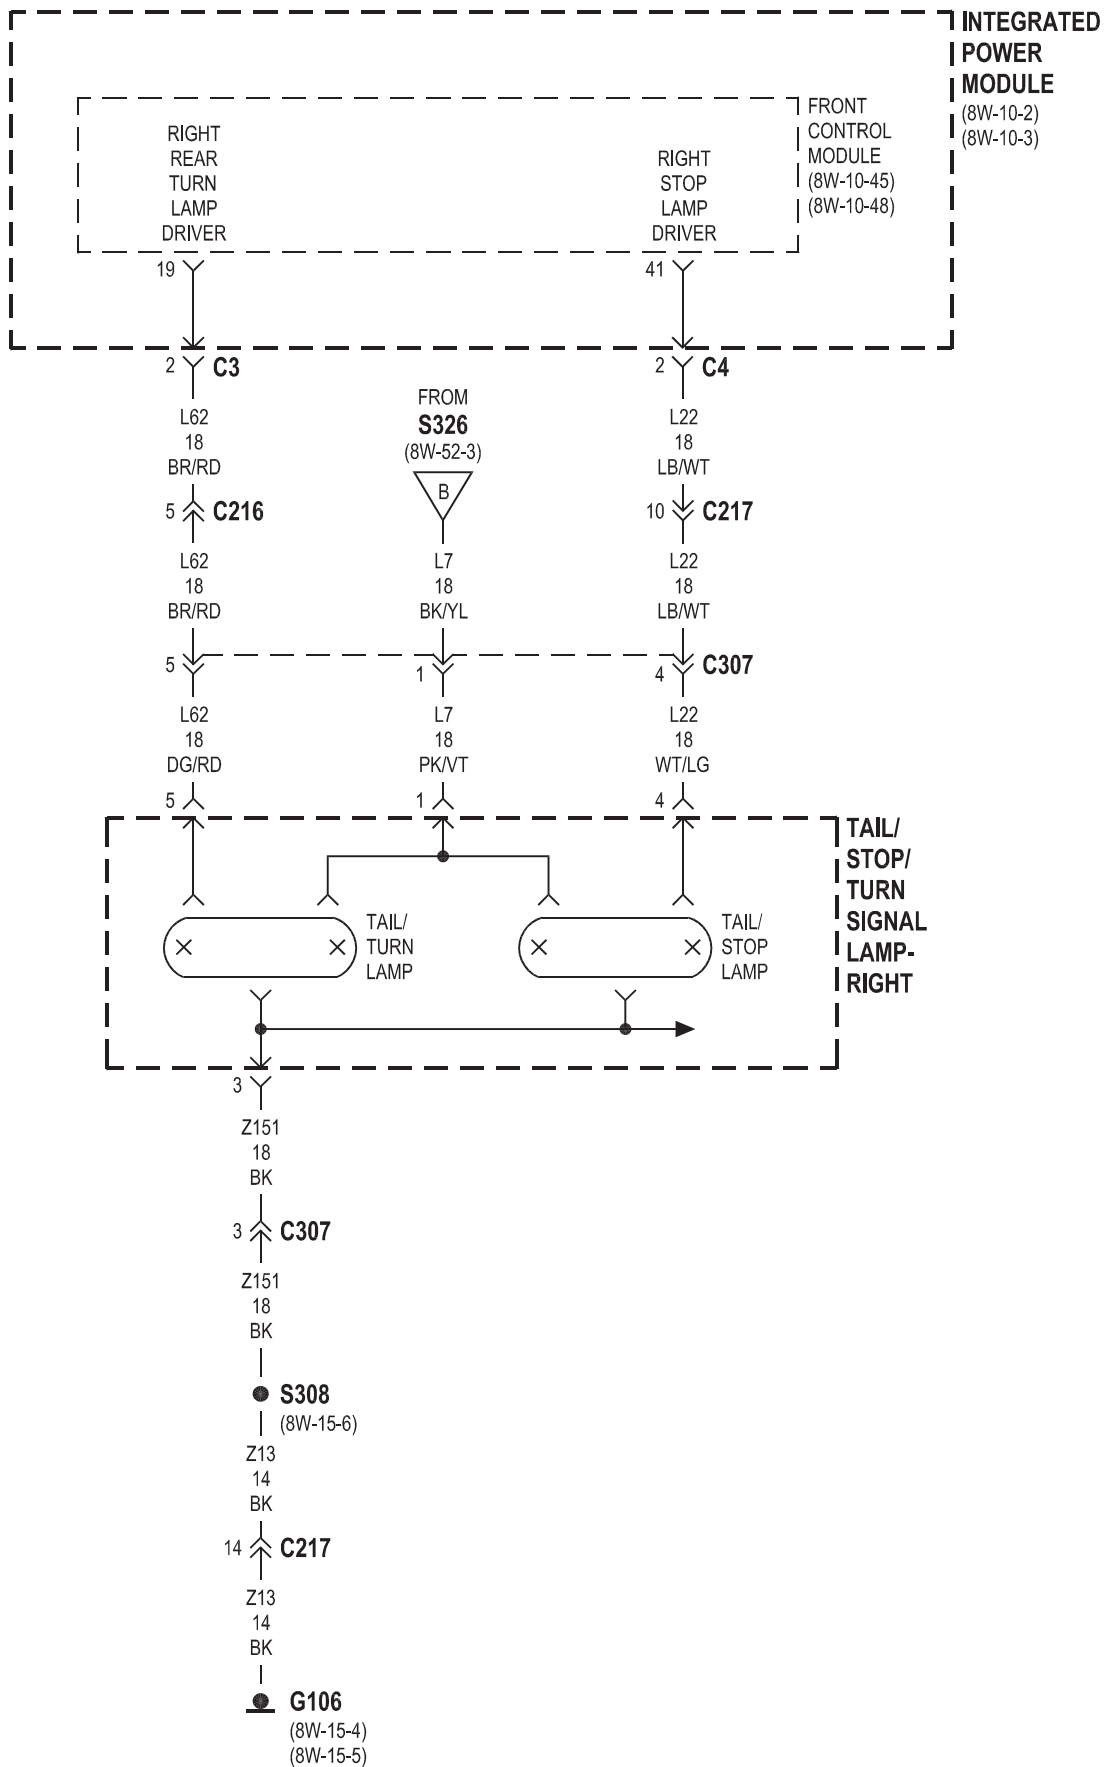 INTEGRATED
POWER
MODULE
(8W-10-2)
(8W-10-3)
FRONT
CONTROL
MODULE
(8W-10-45)
(8W-10-48)
RIGHT
REAR
TURN
LAMP
DRIVER
RIGHT
STOP
LAMP
DRIVER
19
41
2 C3
2 C4
FROM
S326
(8W-52-3)
B
L62
18
BR/RD
L22
18
LB/WT
5 C216
10 C217
L62
18
BR/RD
L7
18
BK/YL
L22
18
LB/WT
5
1
4 C307
L62
18
DG/RD
L7
18
PK/VT
L22
18
WT/LG
5
1
4
TAIL/
STOP/
TURN
SIGNAL
LAMP-
RIGHT
TAIL/
TURN
LAMP
TAIL/
STOP
LAMP
3
Z151
18
BK
3 C307
Z151
18
BK
S308
(8W-15-6)
Z13
14
BK
14 C217
Z13
14
BK
G106
(8W-15-4)
(8W-15-5)